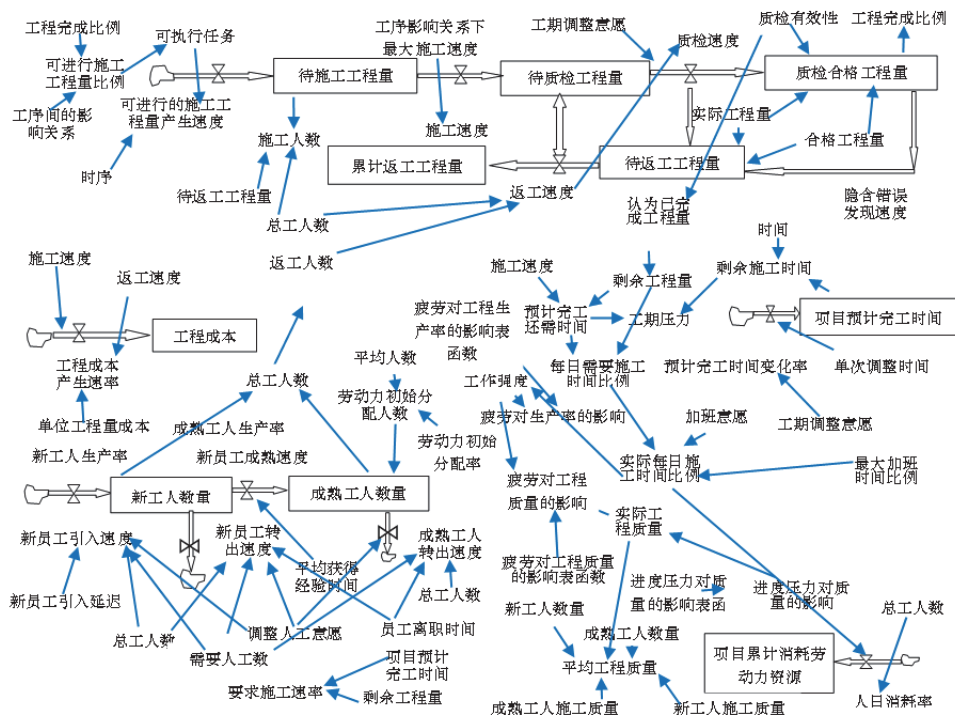 工程完成比例
可执行任务
可进行施工
工程量比例
工序间的影
响关系
可进行的施工工
程量产生速度
时序
待施工工程量
工序影响关系下
最大施工速度
施工速度
工期调整意愿
待质检工程量
质检速度
质检有效性
工程完成比例
质检合格工程量
实际工程量
合格工程量
施工人数
待返工工程量
总工人数
返工人数
累计返工工程量
返工速度
待返工工程量
认为已完
成工程量
隐含错误
发现速度
施工速度
返工速度
工程成本
工程成本
产生速率
单位工程量成本
时间
施工速度
剩余工程量
剩余施工时间
疲劳对工程生
产率的影响表
函数
预计完工
还需时间
工期压力
项目预计完工时间
平均人数
每日需要施工
时间比例
预计完工时间变化率
单次调整时间
总工人数
工作强度
劳动力初始分
配人数
疲劳对生产率的影响
加班意愿
工期调整意愿
成熟工人生产率
劳动力初始
分配率
新工人生产率
新员工成熟速度
实际每日施
工时间比例
最大加班
时间比例
新工人数量
成熟工人数量
疲劳对工程
质量的影响
实际工
程质量
新员工引入速度
新员工转
出速度
成熟工人
转出速度
平均获得
经验时间
疲劳对工程质量
的影响表函数
新员工引入延迟
总工人数
进度压力对质
量的影响表函
进度压力对质
量的影响
总工人数
调整人工意愿
员工离职时间
新工人数量
总工人数
需要人工数
成熟工人数量
项目预计
完工时间
平均工程质量
项目累计消耗劳
动力资源
要求施工速率
剩余工程量
成熟工人施工质量
新工人施工质量
人日消耗率